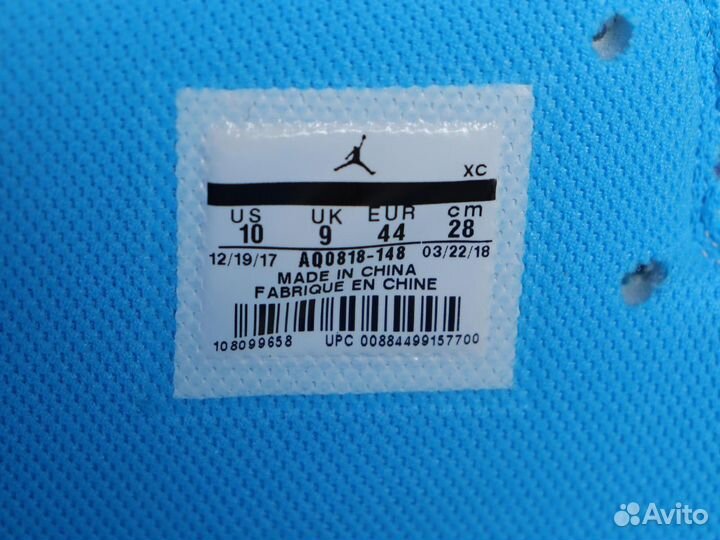 XC
US UK EUR cm
10 9 44 28
12/19/17 AQ0818-148 03/22/18
MADE IN CHINA
FABRIQUE EN CHINE
108099658 UPC 00884499157700
Avito